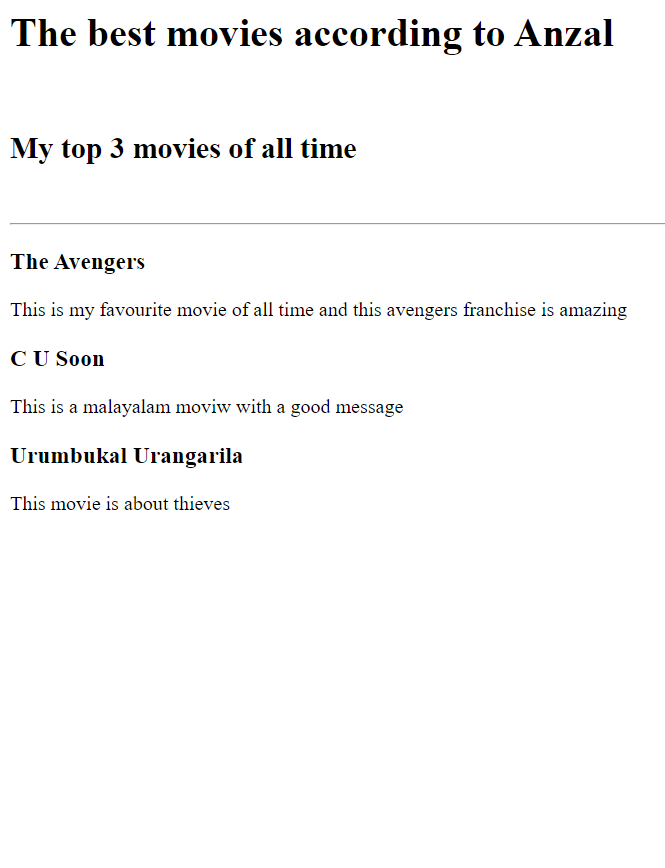 The best movies according to Anzal
My top 3 movies of all time
The Avengers
This is my favourite movie of all time and this avengers franchise is amazing
C U Soon
This is a malayalam moviw with a good message
Urumbukal Urangarila
This movie is about thieves